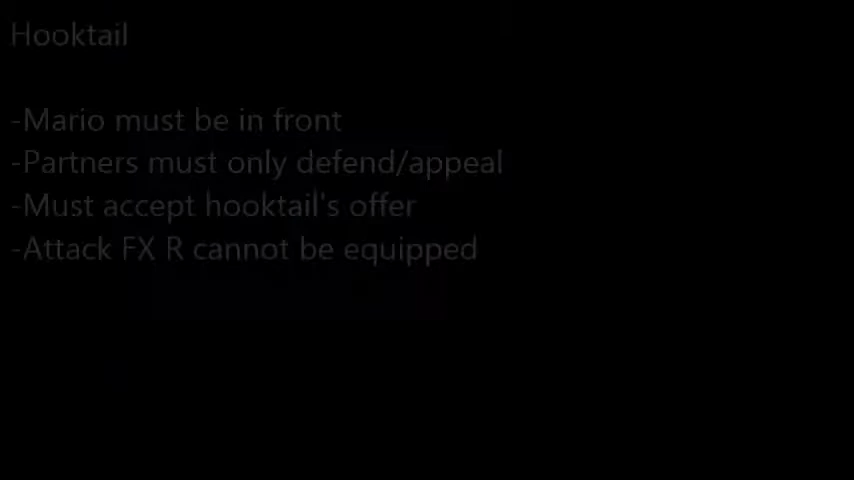 Hooktail
-Mario must be in front
-Partners must only defend/appeal
-Must accept hooktail's offer
-Attack FX R cannot be equipped